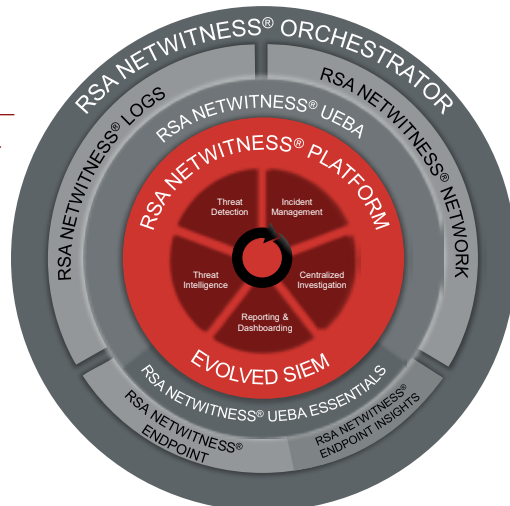 RSA NETWITNESS® ORCHESTRATOR
RSA NETWITNESS® LOGS
RSA NETWITNESS® NETWORK
RSA NETWITNESS® UEBA
RSA NETWITNESS® PLATFORM
Threat
Detection
Incident
Management
Threat
Intelligence
Centralized
Investigation
Reporting &
Dashboarding
EVOLVED SIEM
RSA NETWITNESS® UEBA ESSENTIALS
RSA NETWITNESS®
ENDPOINT
RSA NETWITNESS®
ENDPOINT INSIGHTS